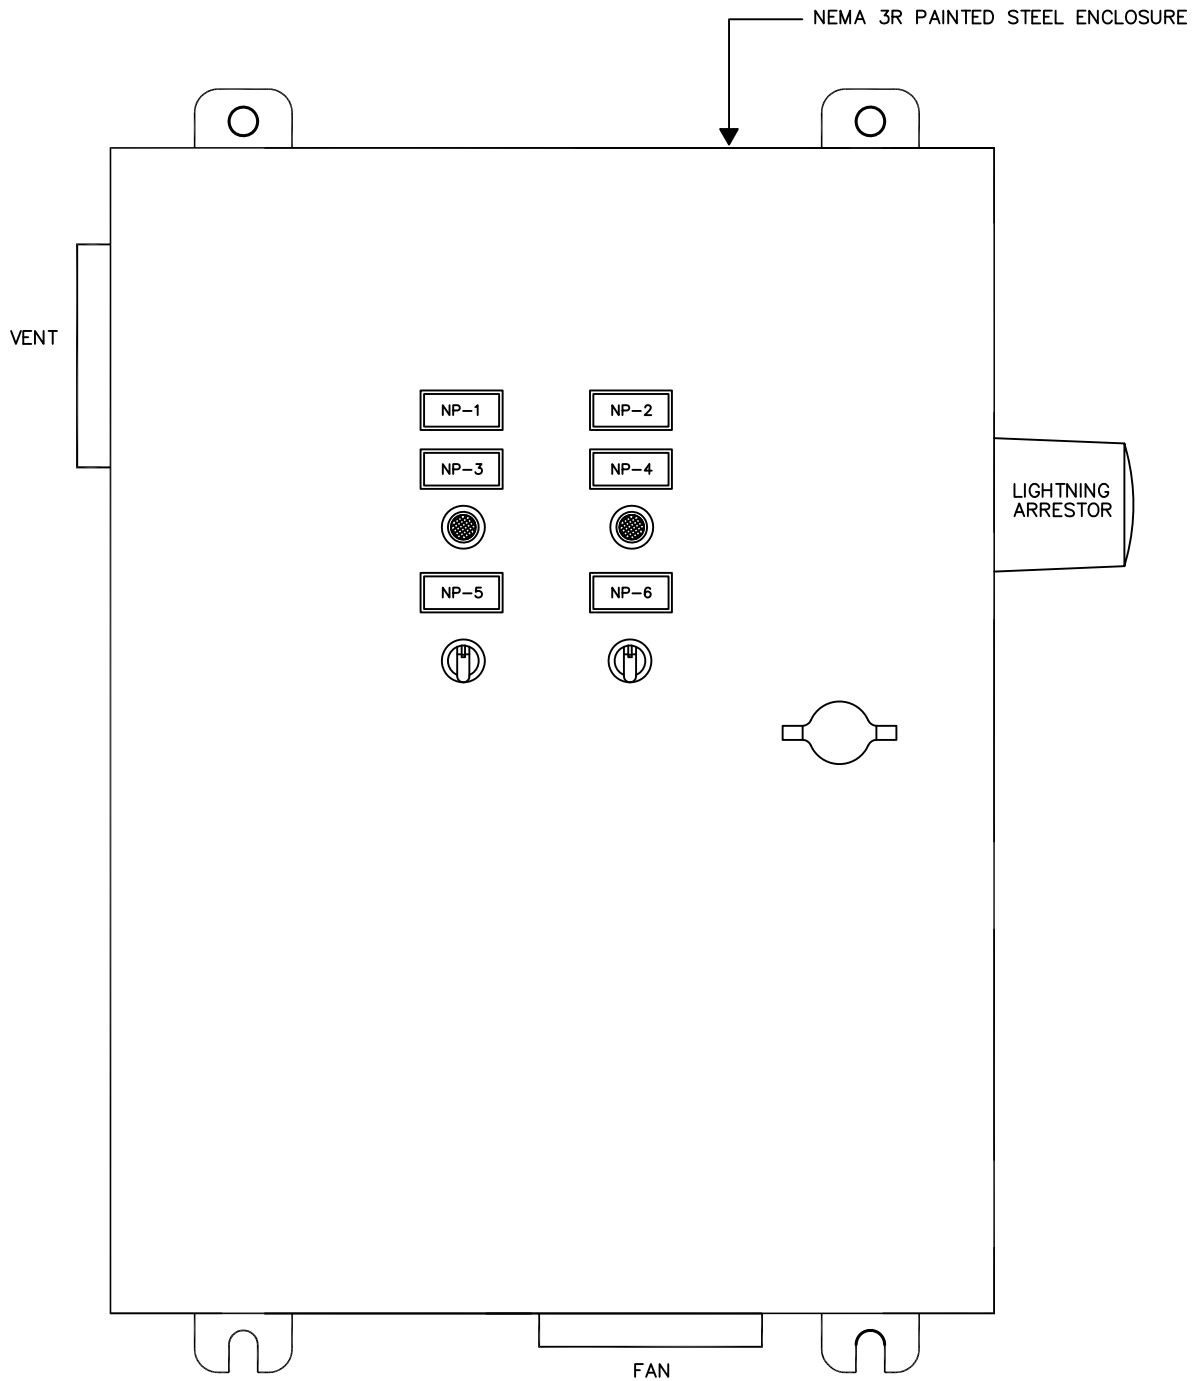 NEMA 3R PAINTED STEEL ENCLOSURE
VENT
NP-1
NP-2
NP-3
NP-4
LIGHTNING
ARRESTOR
NP-5
NP-6
FAN